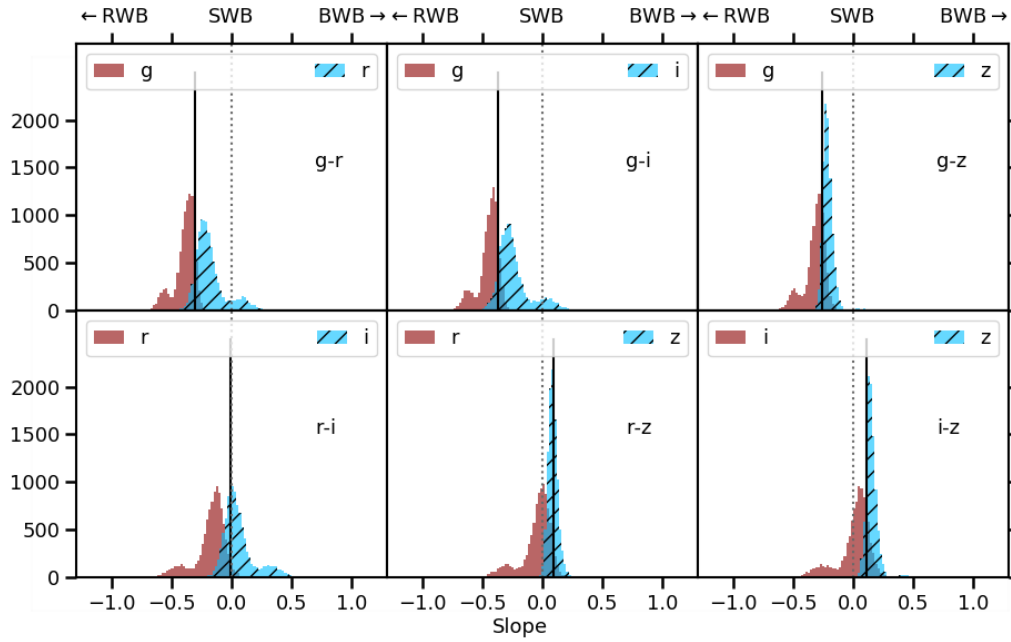 ← RWB SWB BWB → ← RWB SWB BWB → ← RWB SWB BWB →
g r g i g z
2000
1500 g-r g-i g-z
1000
500
0
r i r z i z
2000
1500 r-i r-z i-z
1000
500
0
−1.0 −0.5 0.0 0.5 1.0 −1.0 −0.5 0.0 0.5 1.0 −1.0 −0.5 0.0 0.5 1.0
Slope